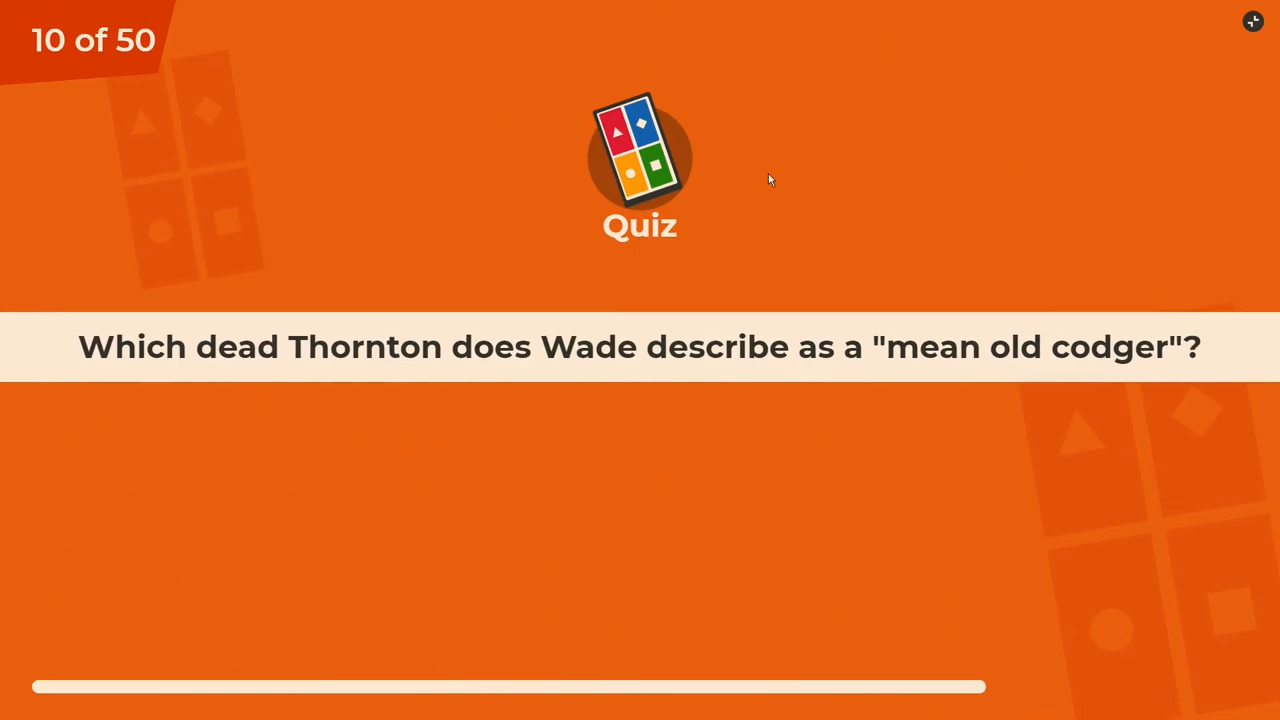 10 of 50
Quiz
Which dead Thornton does Wade describe as a "mean old codger"?